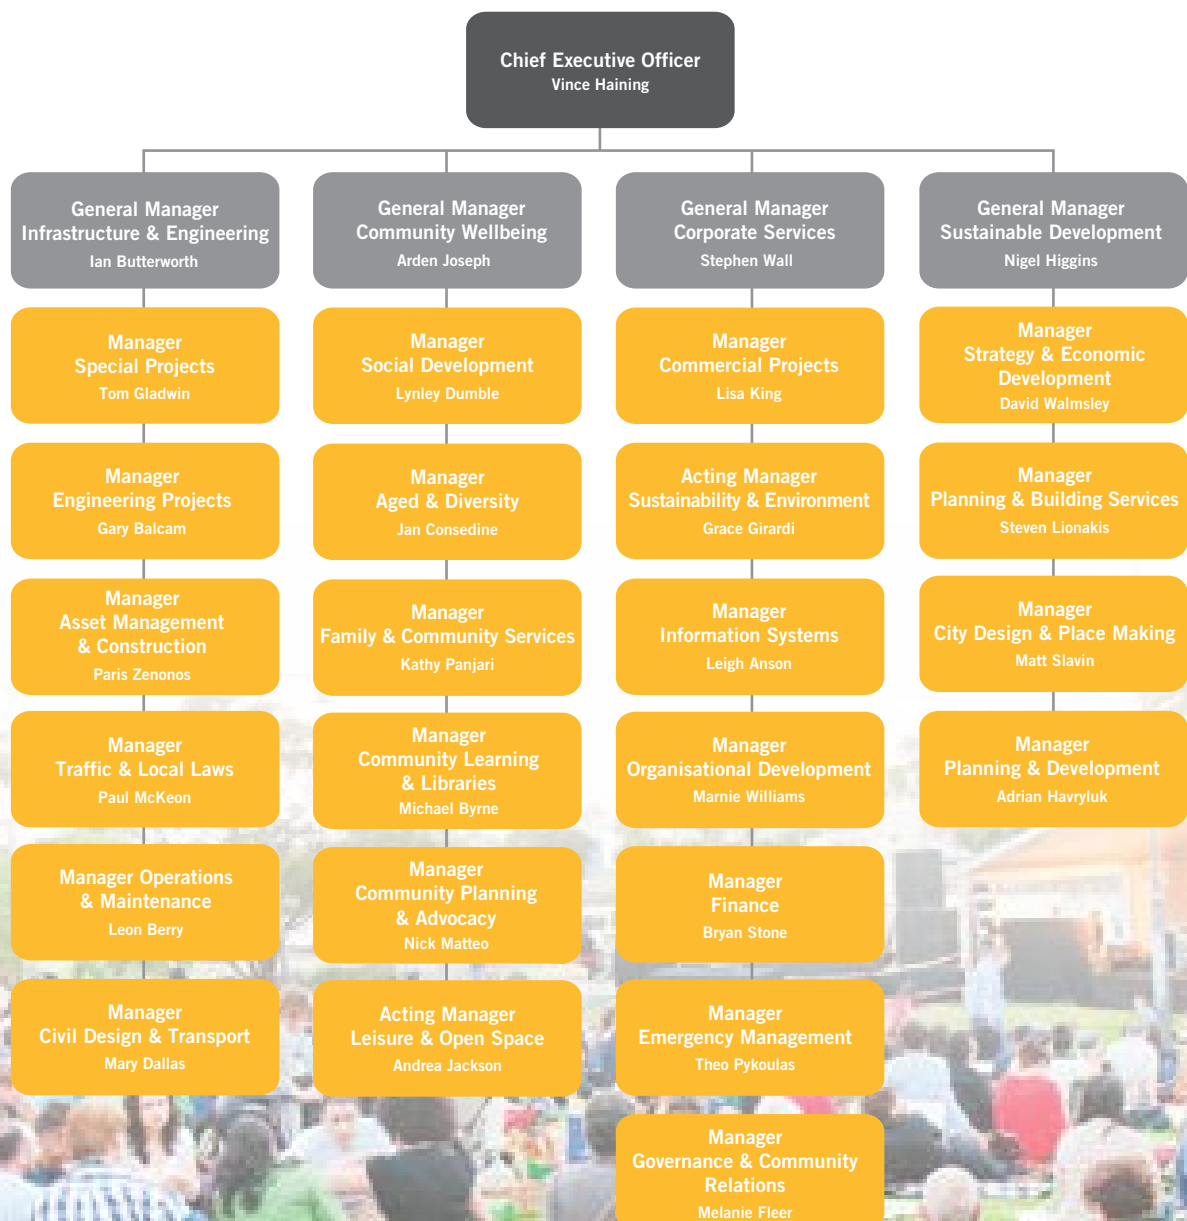 Chief Executive Officer
Vince Haining
General Manager
Infrastructure & Engineering
Ian Butterworth
General Manager
Community Wellbeing
Arden Joseph
General Manager
Corporate Services
Stephen Wall
General Manager
Sustainable Development
Nigel Higgins
Manager
Special Projects
Tom Gladwin
Manager
Social Development
Lynley Dumble
Manager
Commercial Projects
Lisa King
Manager
Strategy & Economic
Development
David Walmsley
Manager
Engineering Projects
Gary Balcam
Manager
Aged & Diversity
Jan Consedine
Acting Manager
Sustainability & Environment
Grace Girardi
Manager
Planning & Building Services
Steven Lionakis
Manager
Asset Management
& Construction
Paris Zenonos
Manager
Family & Community Services
Kathy Panjari
Manager
Information Systems
Leigh Anson
Manager
City Design & Place Making
Matt Slavin
Manager
Traffic & Local Laws
Paul McKeon
Manager
Community Learning
& Libraries
Michael Byrne
Manager
Organisational Development
Marnie Williams
Manager
Planning & Development
Adrian Havryluk
Manager Operations
& Maintenance
Leon Berry
Manager
Community Planning
& Advocacy
Nick Matteo
Manager
Finance
Bryan Stone
Manager
Civil Design & Transport
Mary Dallas
Acting Manager
Leisure & Open Space
Andrea Jackson
Manager
Emergency Management
Theo Pykoulas
Manager
Governance & Community
Relations
Melanie Fleer